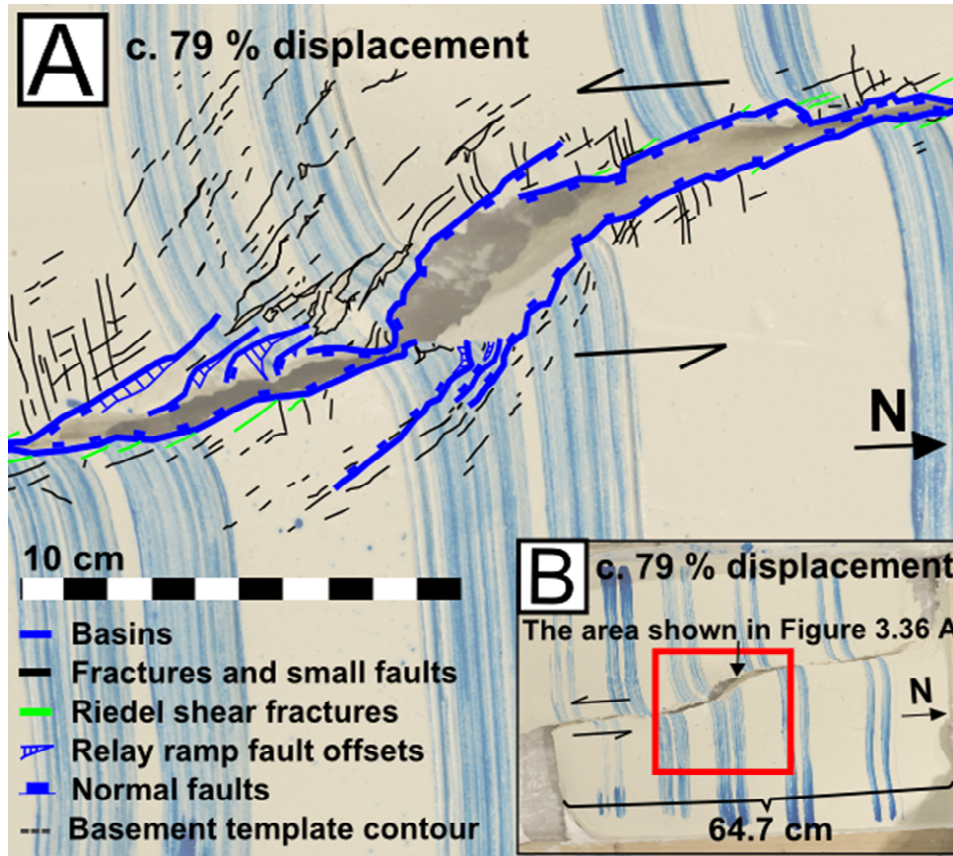 A
c. 79 % displacement
N
10 cm
Basins
Fractures and small faults
Riedel shear fractures
Relay ramp fault offsets
Normal faults
Basement template contour
B
c. 79 % displacement
The area shown in Figure 3.36 A
N
64.7 cm